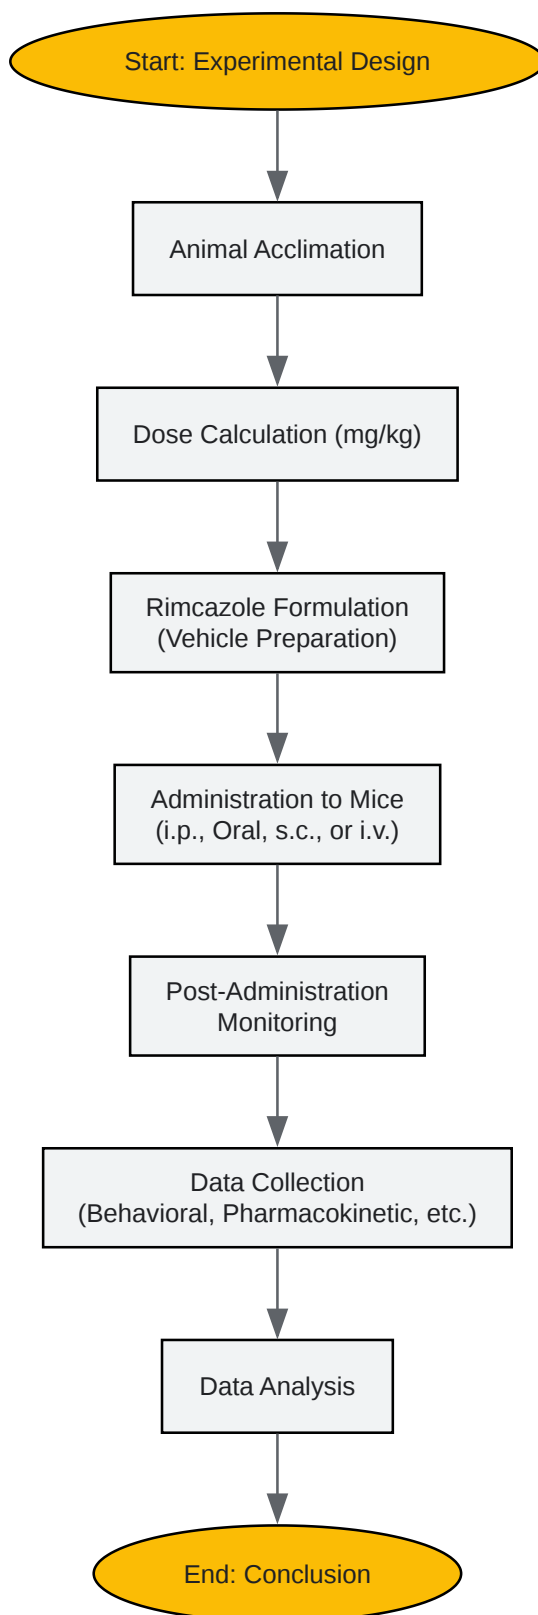 Start: Experimental Design
Animal Acclimation
Dose Calculation (mg/kg)
Rimcazole Formulation
(Vehicle Preparation)
Administration to Mice
(i.p., Oral, s.c., or i.v.)
Post-Administration
Monitoring
Data Collection
(Behavioral, Pharmacokinetic, etc.)
Data Analysis
End: Conclusion